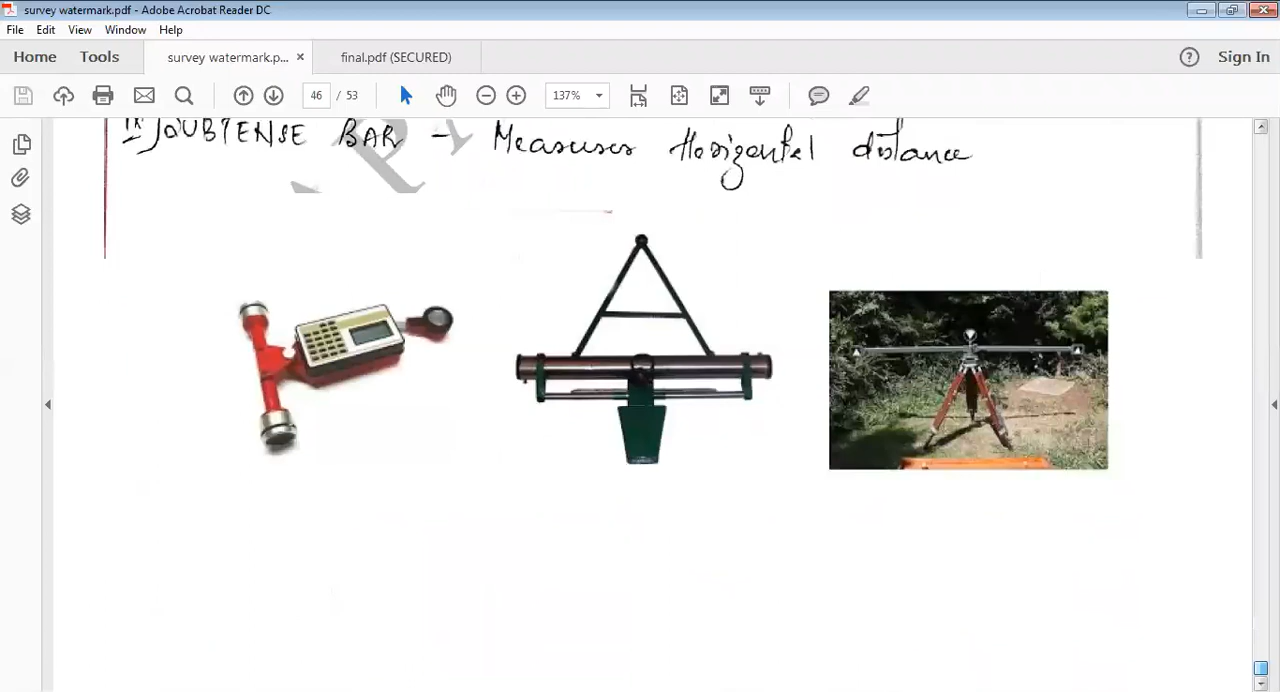 survey watermark.pdf - Adobe Acrobat Reader DC
File Edit View Window Help
Home Tools survey watermark.p... × final.pdf (SECURED) Sign In
46 / 53 137%
BAR - Measures Horizontal distance